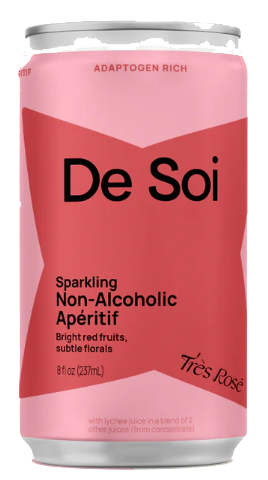 ADAPTOGEN RICH
De Soi
Sparkling
Non-Alcoholic
Apéritif
Bright red fruits,
subtle florals
8 fl oz (237mL)
Très Rosé
with lychee juice in a blend of 2
other juices (from concentrate)